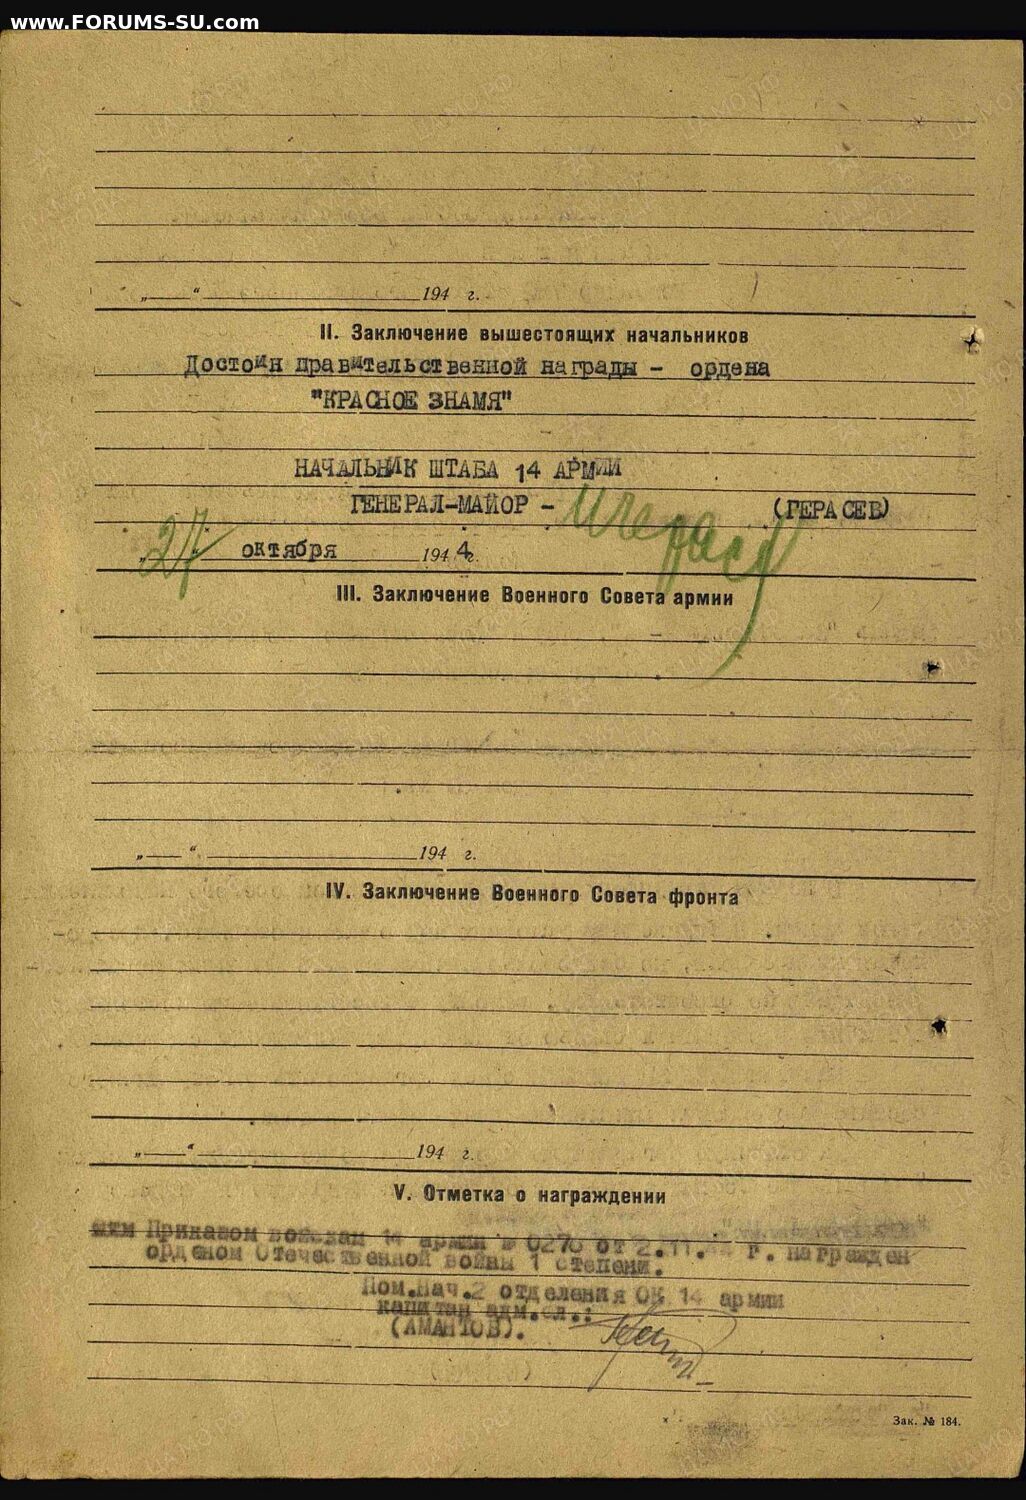 www.FORUMS-SU.com
„ “ 194 г.
II. Заключение вышестоящих начальников
Достоин правительственной награды – ордена
"КРАСНОЕ ЗНАМЯ"
НАЧАЛЬНИК ШТАБА 14 АРМИИ
ГЕНЕРАЛ-МАЙОР – (ГЕРАСЕВ)
„27“ октября 1944 г.
III. Заключение Военного Совета армии
„ “ 194 г.
IV. Заключение Военного Совета фронта
„ “ 194 г.
V. Отметка о награждении
Приказом войскам 14 армии № 0270 от 2.11.44 г. награжден
орденом Отечественной войны 1 степени.
Пом.Нач.2 отделения ОК 14 армии
капитан адм.сл.:
(АМАНТОВ).
Зак. № 184.